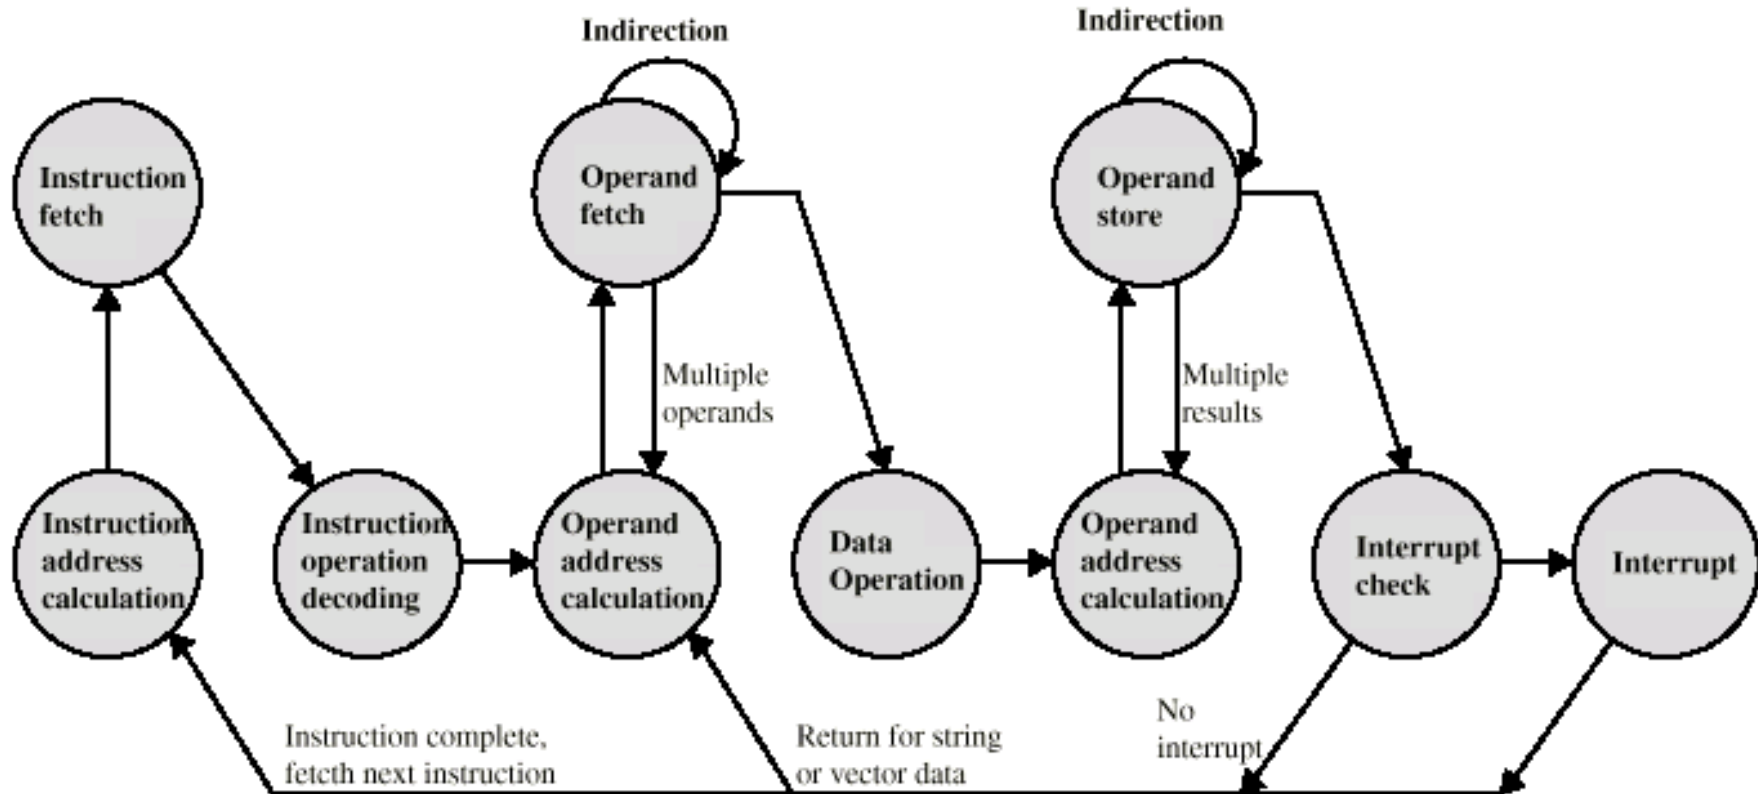 Indirection
Indirection
Instruction
fetch
Operand
fetch
Operand
store
Multiple
operands
Multiple
results
Instruction
address
calculation
Instruction
operation
decoding
Operand
address
calculation
Data
Operation
Operand
address
calculation
Interrupt
check
Interrupt
Instruction complete,
fetcth next instruction
Return for string
or vector data
No
interrupt